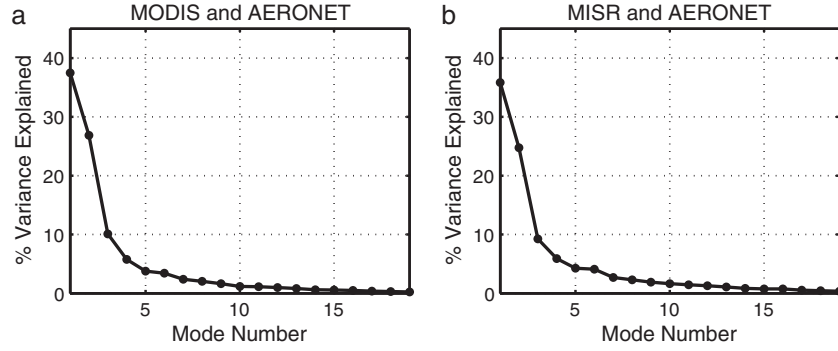 a
MODIS and AERONET
% Variance Explained
40
30
20
10
0
5
10
15
Mode Number
b
MISR and AERONET
% Variance Explained
40
30
20
10
0
5
10
15
Mode Number